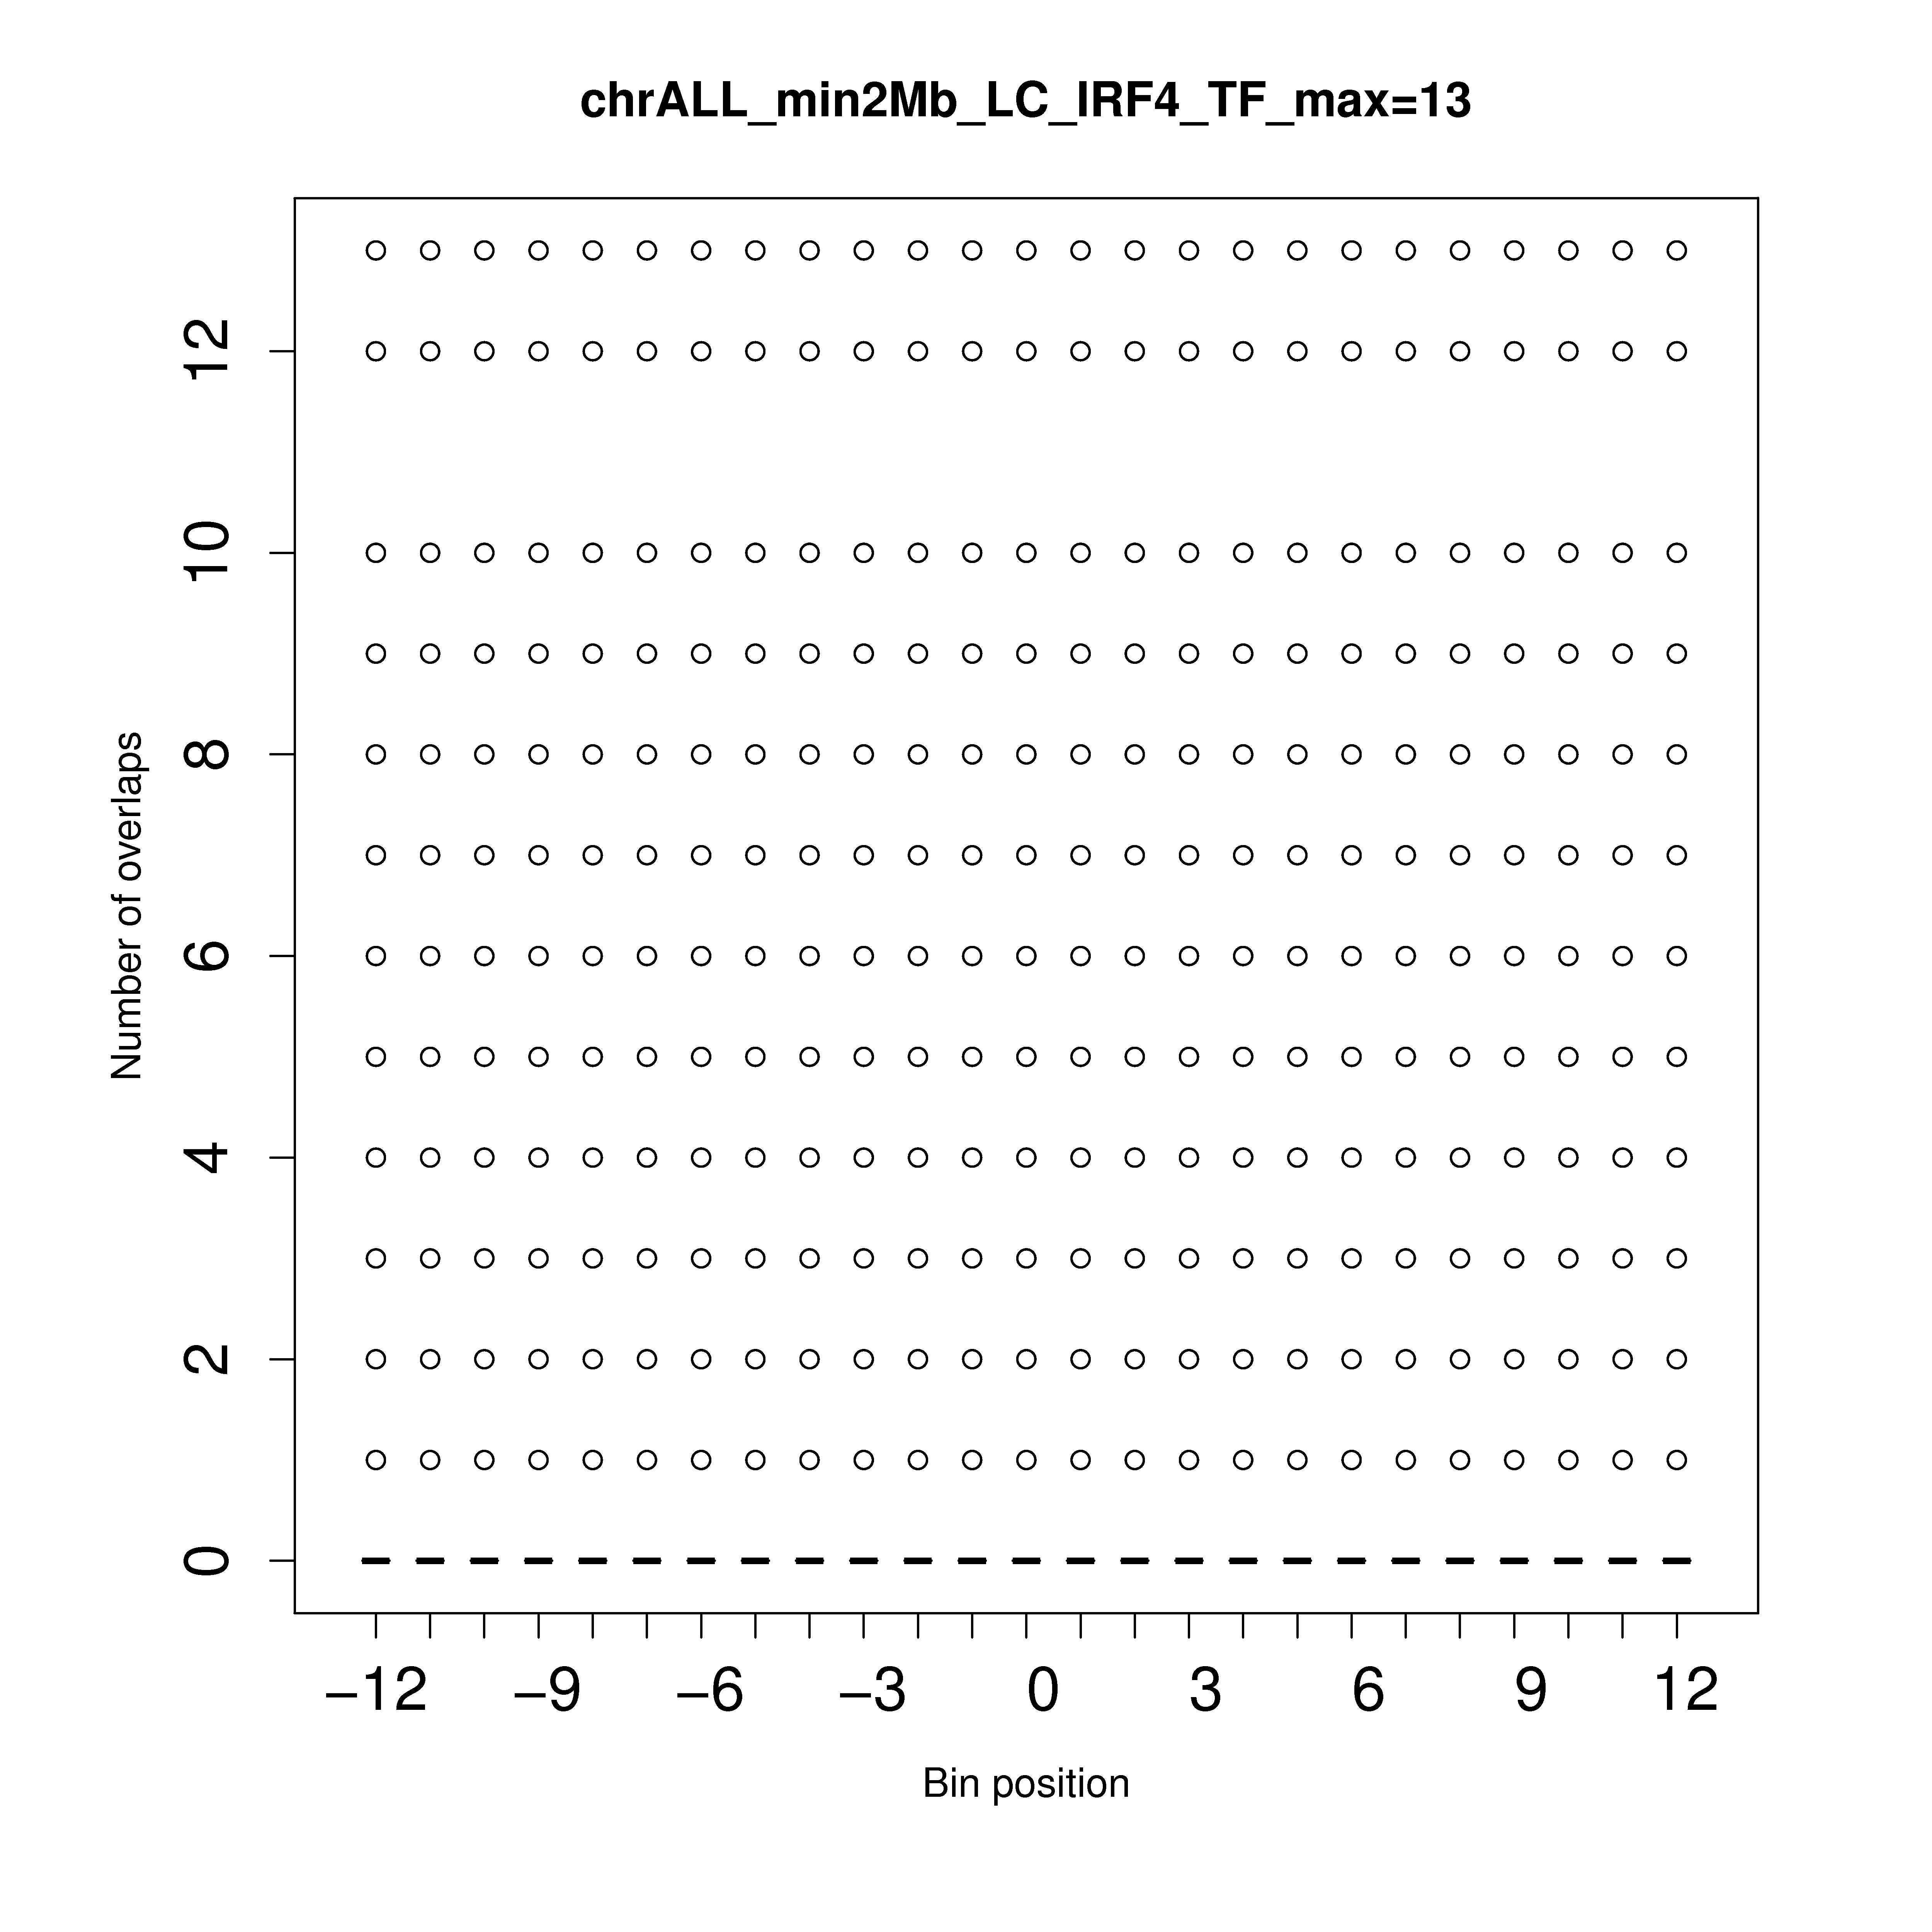 chrALL_min2Mb_LC_IRF4_TF_max=13
Number of overlaps
12
10
8
6
4
2
0
−12 −9 −6 −3 0 3 6 9 12
Bin position